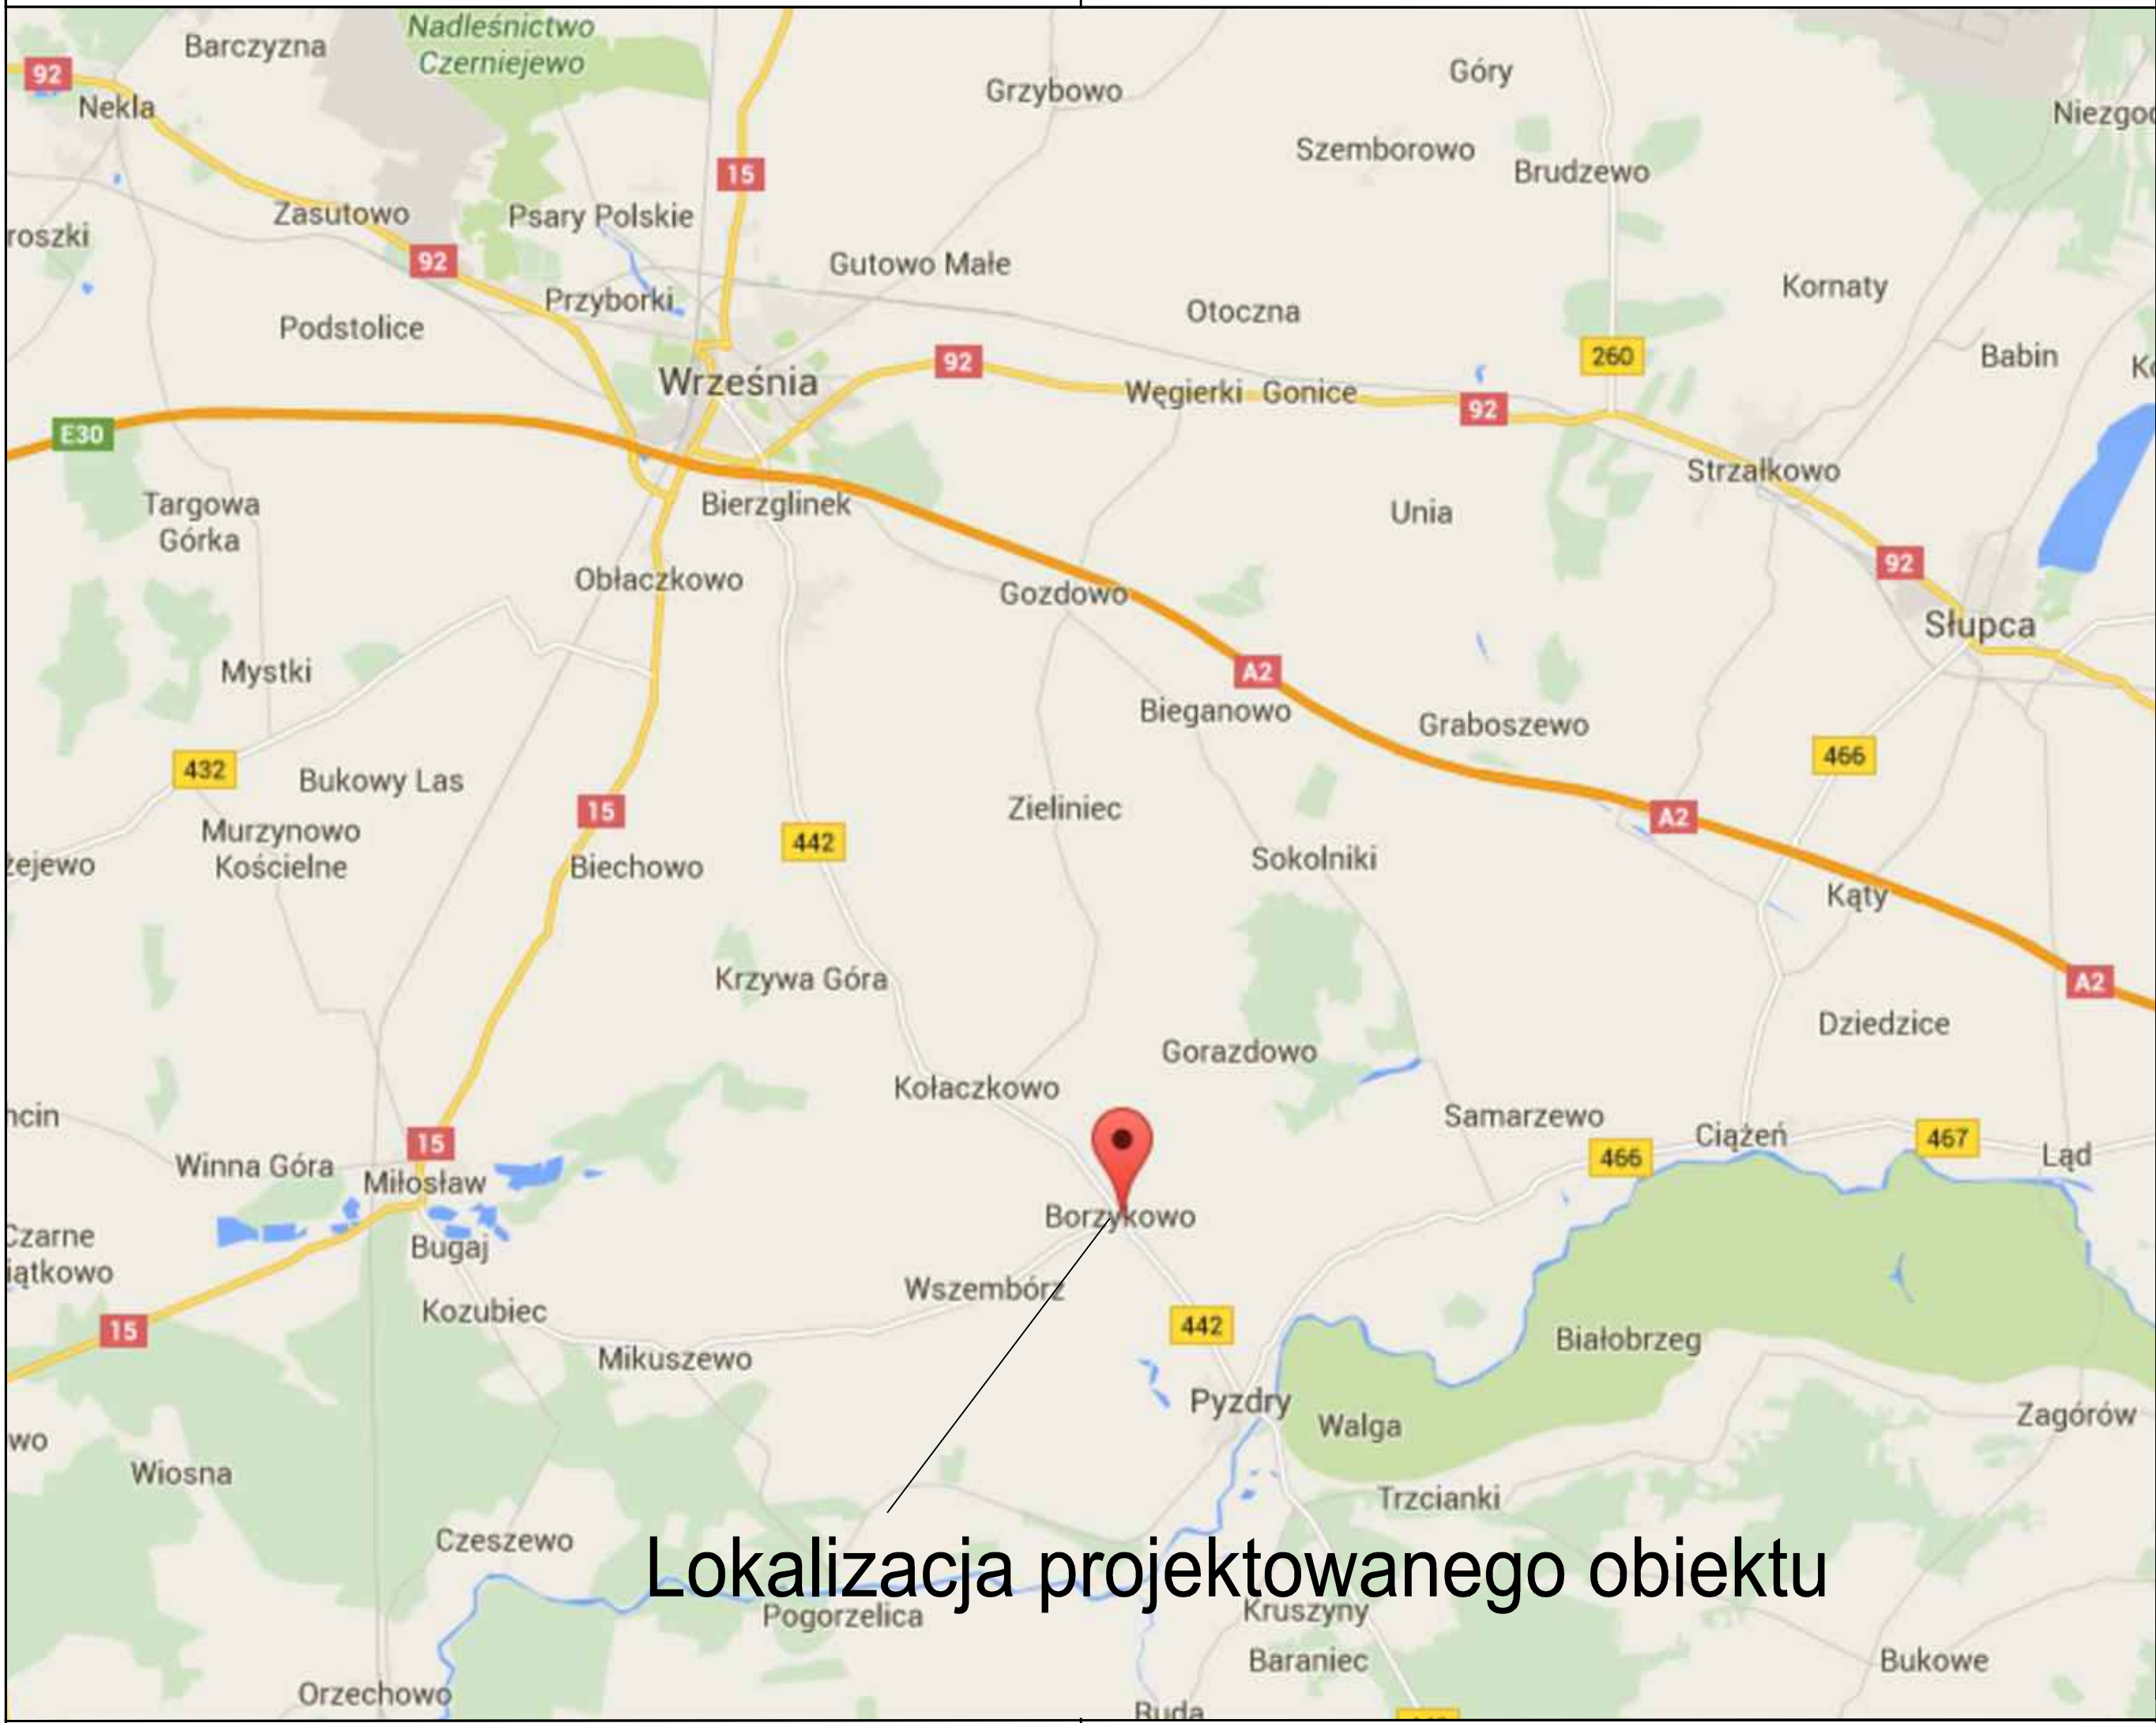 Nadleśnictwo
Czerniejewo
Barczyzna
92
Nekla
Grzybowo
Góry
Szemborowo
Brudzewo
15
Zasutowo
Psary Polskie
roszki
92
Gutowo Małe
Przyborki
Otoczna
Kornaty
Podstolice
92
260
Babin
Września
Węgierki Gonice
92
E30
Strzałkowo
Targowa
Górka
Bierzglinek
Unia
92
Obłaczkowo
Gozdowo
Słupca
Mystki
A2
Bieganowo
Graboszewo
466
432
Bukowy Las
15
Zieliniec
A2
Murzynowo
Kościelne
442
żejewo
Biechowo
Sokolniki
Kąty
Krzywa Góra
A2
Dziedzice
Gorazdowo
Kołaczkowo
ncin
Samarzewo
15
Ciążeń
467
466
Ląd
Winna Góra
Miłosław
Borzykowo
Czarne
iątkowo
Bugaj
Wszembórz
Kozubiec
15
442
Białobrzeg
Mikuszewo
Pyzdry
Walga
Zagórów
wo
Wiosna
Trzcianki
Czeszewo
Lokalizacja projektowanego obiektu
Pogorzelica
Kruszyny
Baraniec
Bukowe
Orzechowo
Ruda